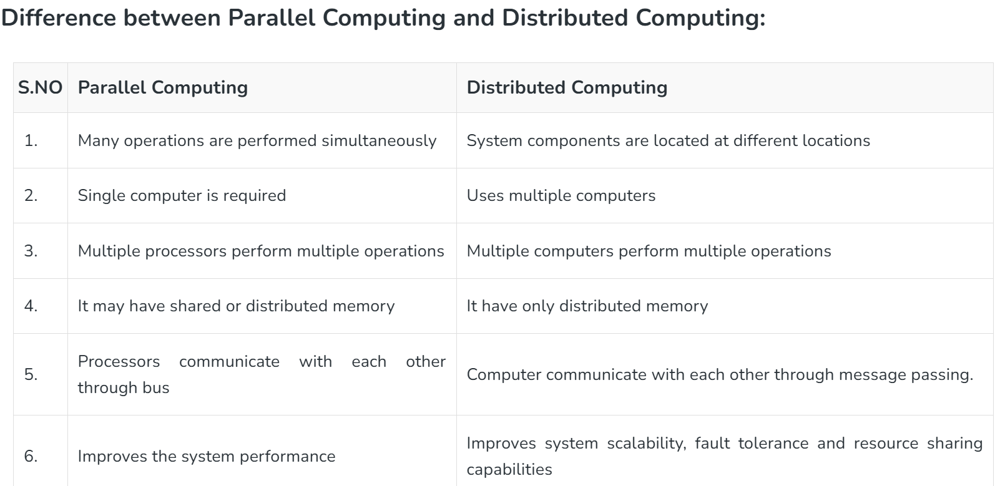 Difference between Parallel Computing and Distributed Computing:
S.NO Parallel Computing Distributed Computing
1. Many operations are performed simultaneously System components are located at different locations
2. Single computer is required Uses multiple computers
3. Multiple processors perform multiple operations Multiple computers perform multiple operations
4. It may have shared or distributed memory It have only distributed memory
5. Processors communicate with each other
through bus
Computer communicate with each other through message passing.
6. Improves the system performance
Improves system scalability, fault tolerance and resource sharing
capabilities